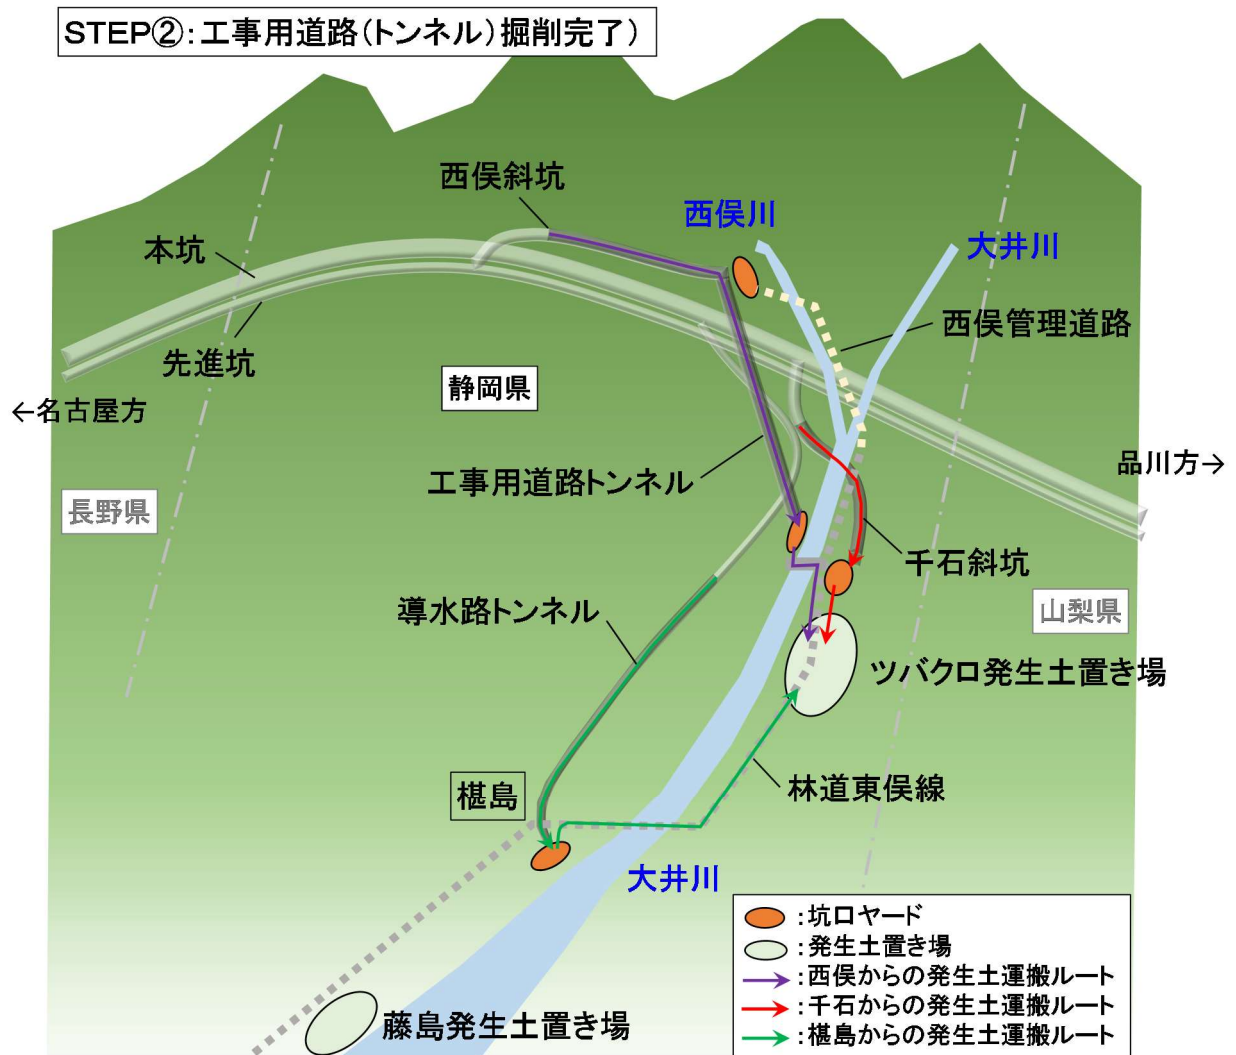 STEP②:工事用道路(トンネル)掘削完了)
西俣斜坑
西俣川
本坑
大井川
西俣管理道路
先進坑
静岡県
←名古屋方
品川方→
工事用道路トンネル
長野県
千石斜坑
導水路トンネル
山梨県
ツバクロ発生土置き場
椹島
林道東俣線
大井川
藤島発生土置き場
:坑口ヤード
:発生土置き場
:西俣からの発生土運搬ルート
:千石からの発生土運搬ルート
:椹島からの発生土運搬ルート